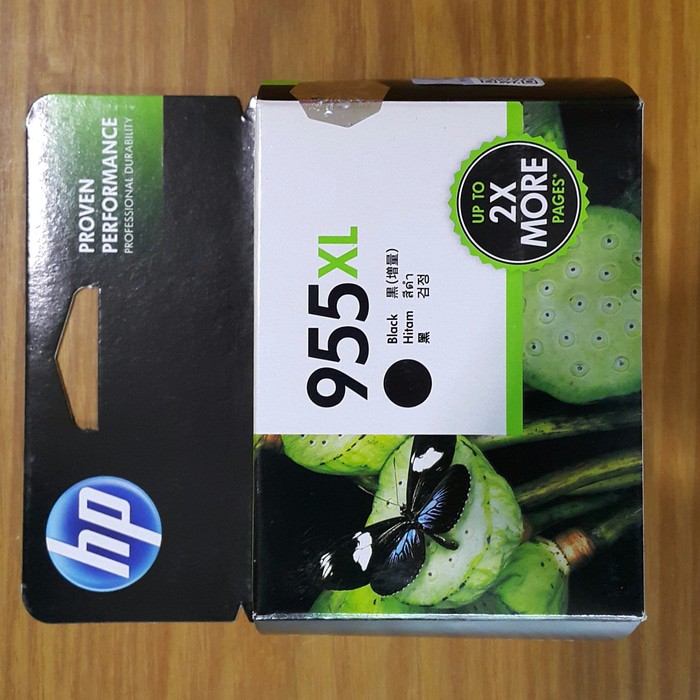 PROVEN
PERFORMANCE
PROFESSIONAL DURABILITY
hp
955XL
Black 黑(增量)
Hitam สีดำ
黑 검정
UP TO
2X
MORE
PAGES*